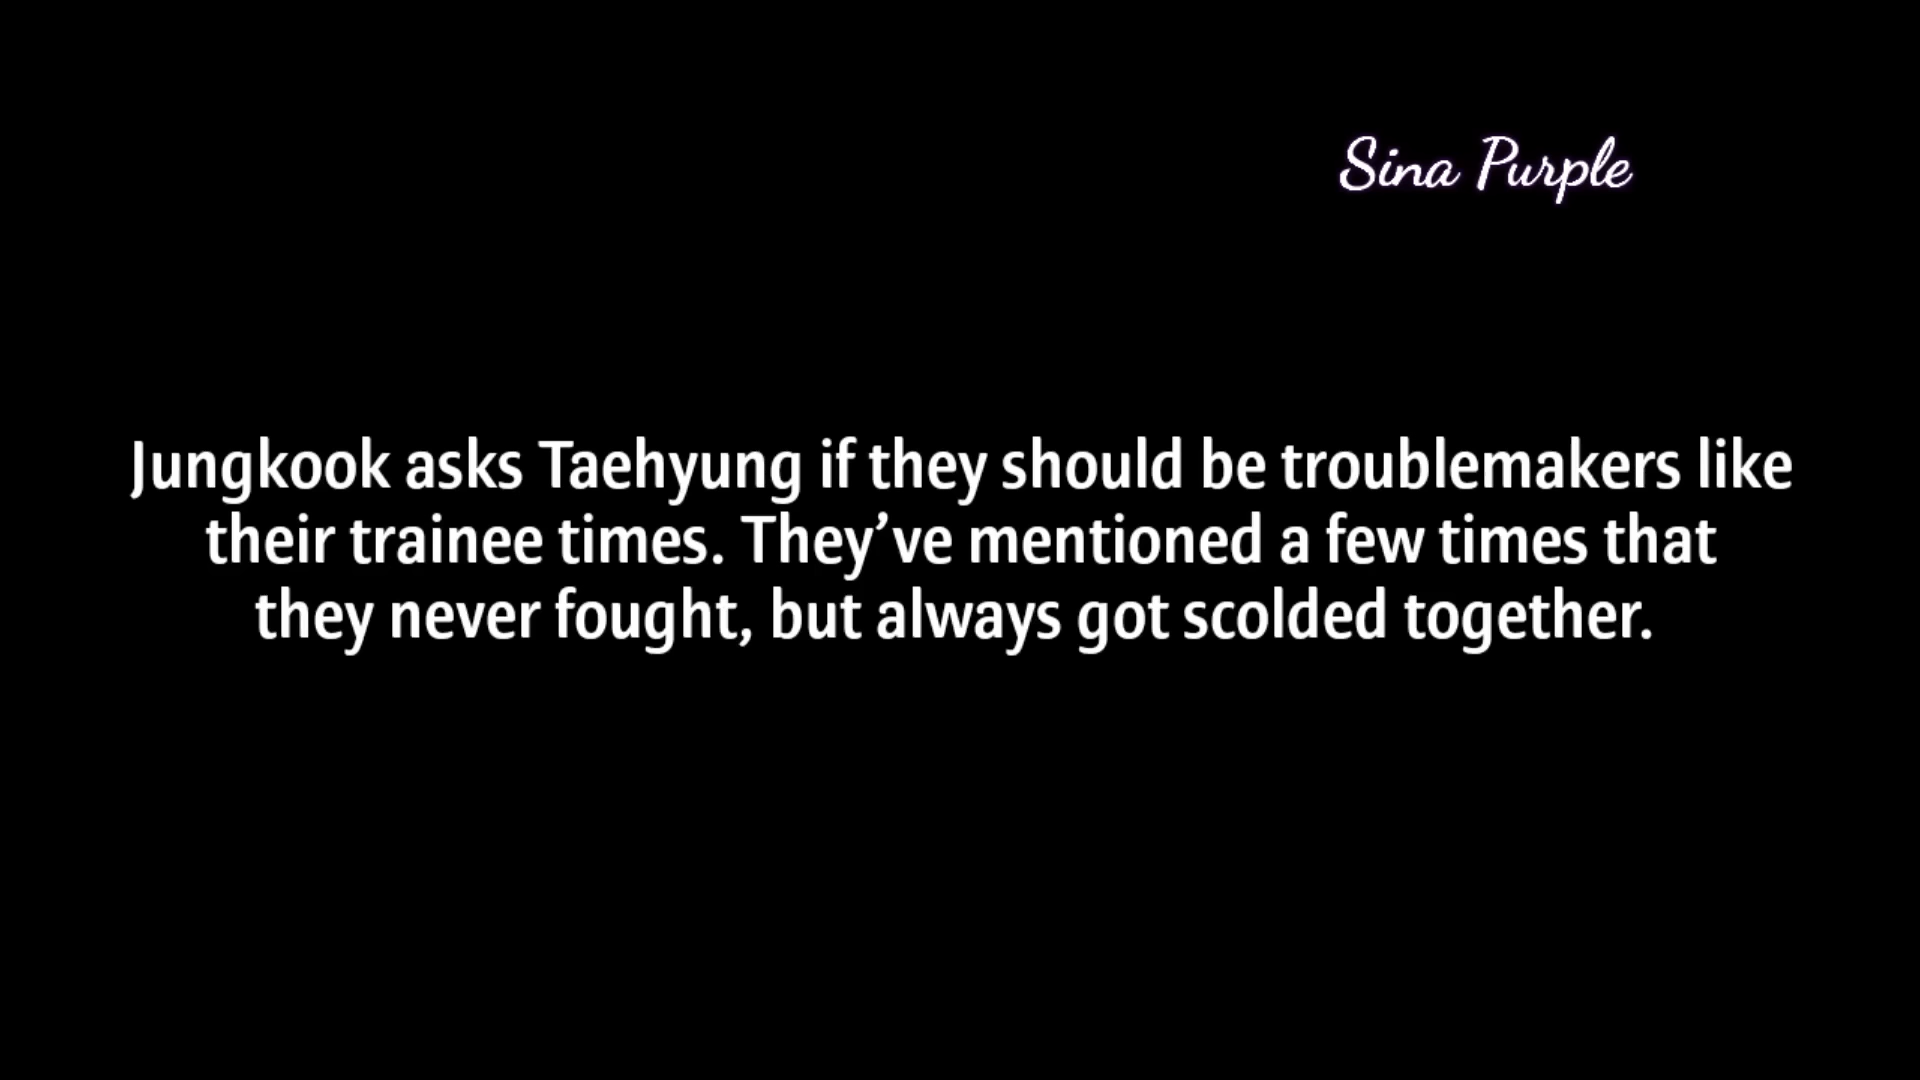 Sina Purple
Jungkook asks Taehyung if they should be troublemakers like
their trainee times. They’ve mentioned a few times that
they never fought, but always got scolded together.